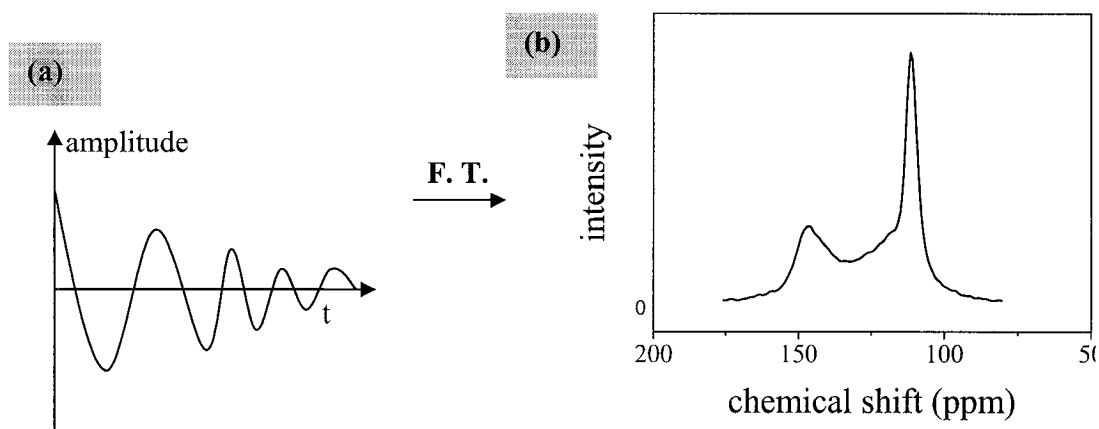 (a)
amplitude
t
F. T.
(b)
intensity
0
200
150
100
50
chemical shift (ppm)